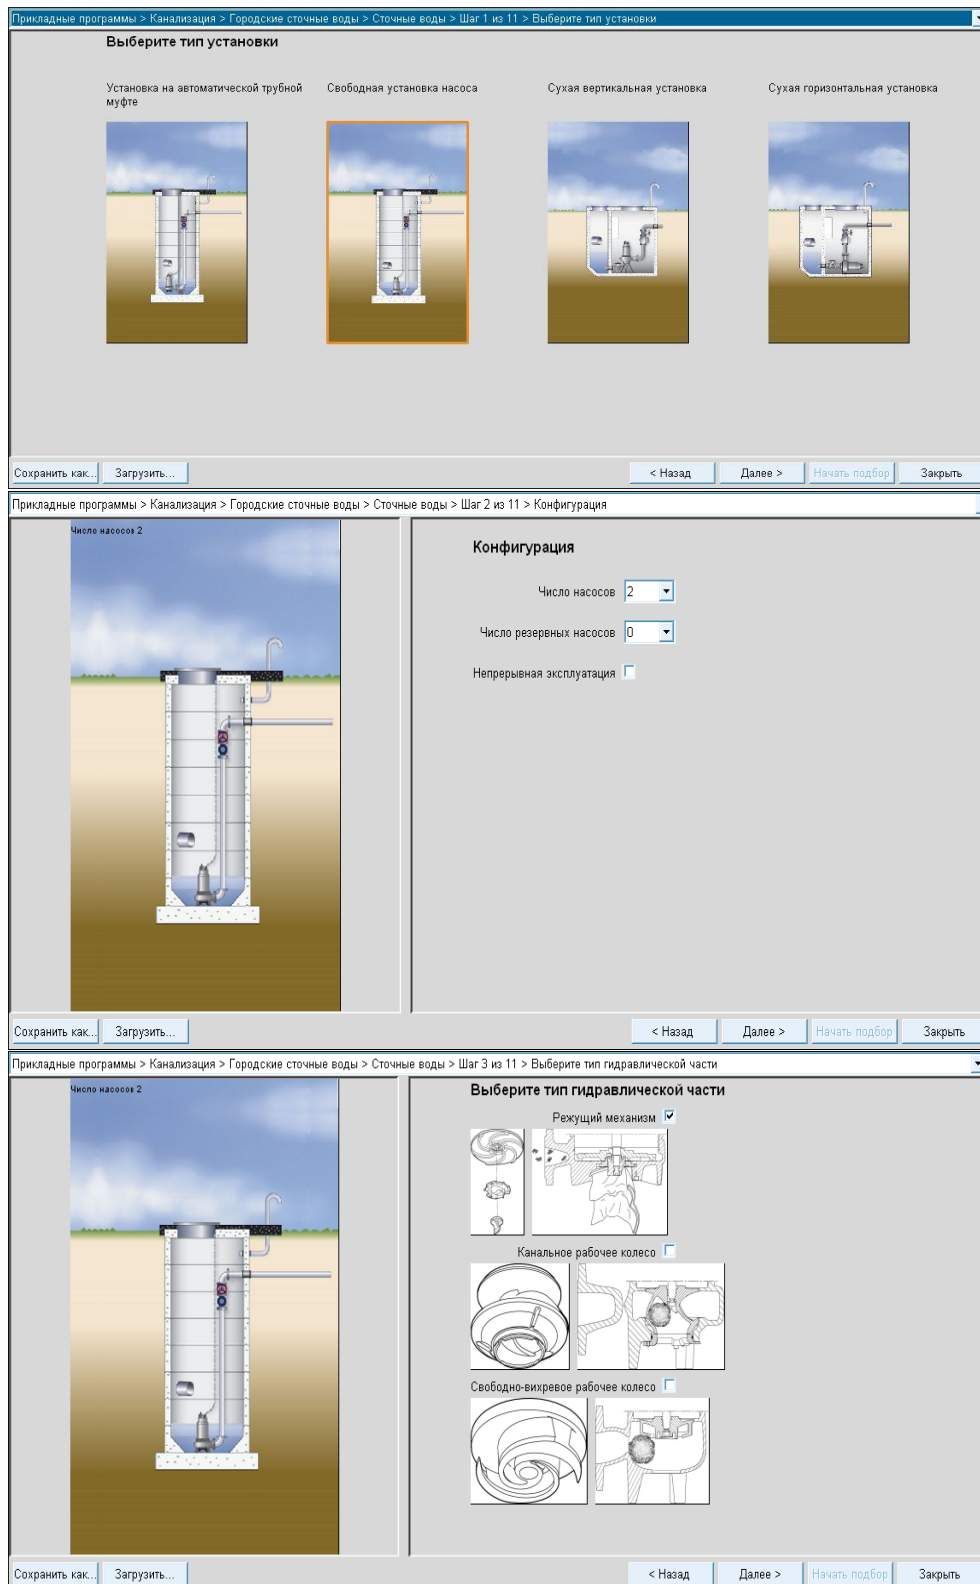 Прикладные программы > Канализация > Городские сточные воды > Сточные воды > Шаг 1 из 11 > Выберите тип установки
Выберите тип установки
Установка на автоматической трубной
муфте
Свободная установка насоса
Сухая вертикальная установка
Сухая горизонтальная установка
Сохранить как...
Загрузить...
< Назад
Далее >
Начать подбор
Закрыть
Прикладные программы > Канализация > Городские сточные воды > Сточные воды > Шаг 2 из 11 > Конфигурация
Число насосов 2
Конфигурация
Число насосов 2
Число резервных насосов 0
Непрерывная эксплуатация
Сохранить как...
Загрузить...
< Назад
Далее >
Начать подбор
Закрыть
Прикладные программы > Канализация > Городские сточные воды > Сточные воды > Шаг 3 из 11 > Выберите тип гидравлической части
Число насосов 2
Выберите тип гидравлической части
Режущий механизм
Канальное рабочее колесо
Свободно-вихревое рабочее колесо
Сохранить как...
Загрузить...
< Назад
Далее >
Начать подбор
Закрыть